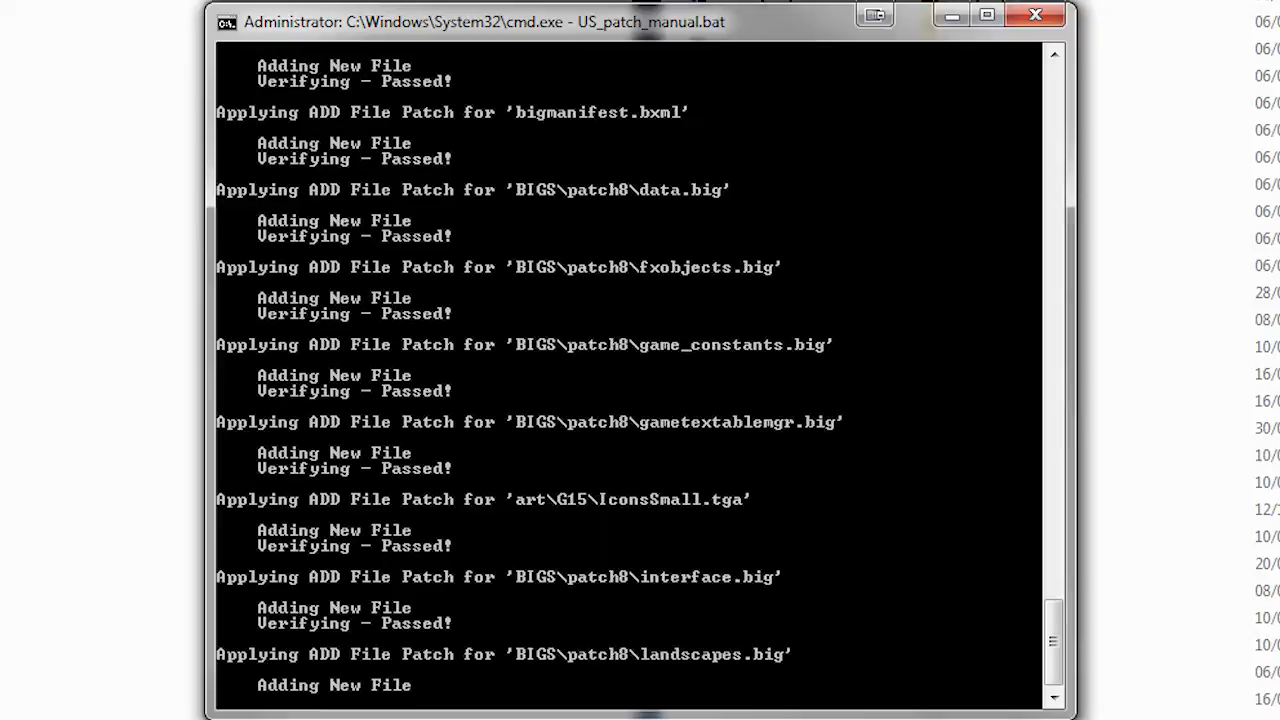 Administrator: C:\Windows\System32\cmd.exe - US_patch_manual.bat
Adding New File
Verifying - Passed!
Applying ADD File Patch for 'bigmanifest.bxml'
Adding New File
Verifying - Passed!
Applying ADD File Patch for 'BIGS\patch8\data.big'
Adding New File
Verifying - Passed!
Applying ADD File Patch for 'BIGS\patch8\fxobjects.big'
Adding New File
Verifying - Passed!
Applying ADD File Patch for 'BIGS\patch8\game_constants.big'
Adding New File
Verifying - Passed!
Applying ADD File Patch for 'BIGS\patch8\gametextablemgr.big'
Adding New File
Verifying - Passed!
Applying ADD File Patch for 'art\G15\IconsSmall.tga'
Adding New File
Verifying - Passed!
Applying ADD File Patch for 'BIGS\patch8\interface.big'
Adding New File
Verifying - Passed!
Applying ADD File Patch for 'BIGS\patch8\landscapes.big'
Adding New File